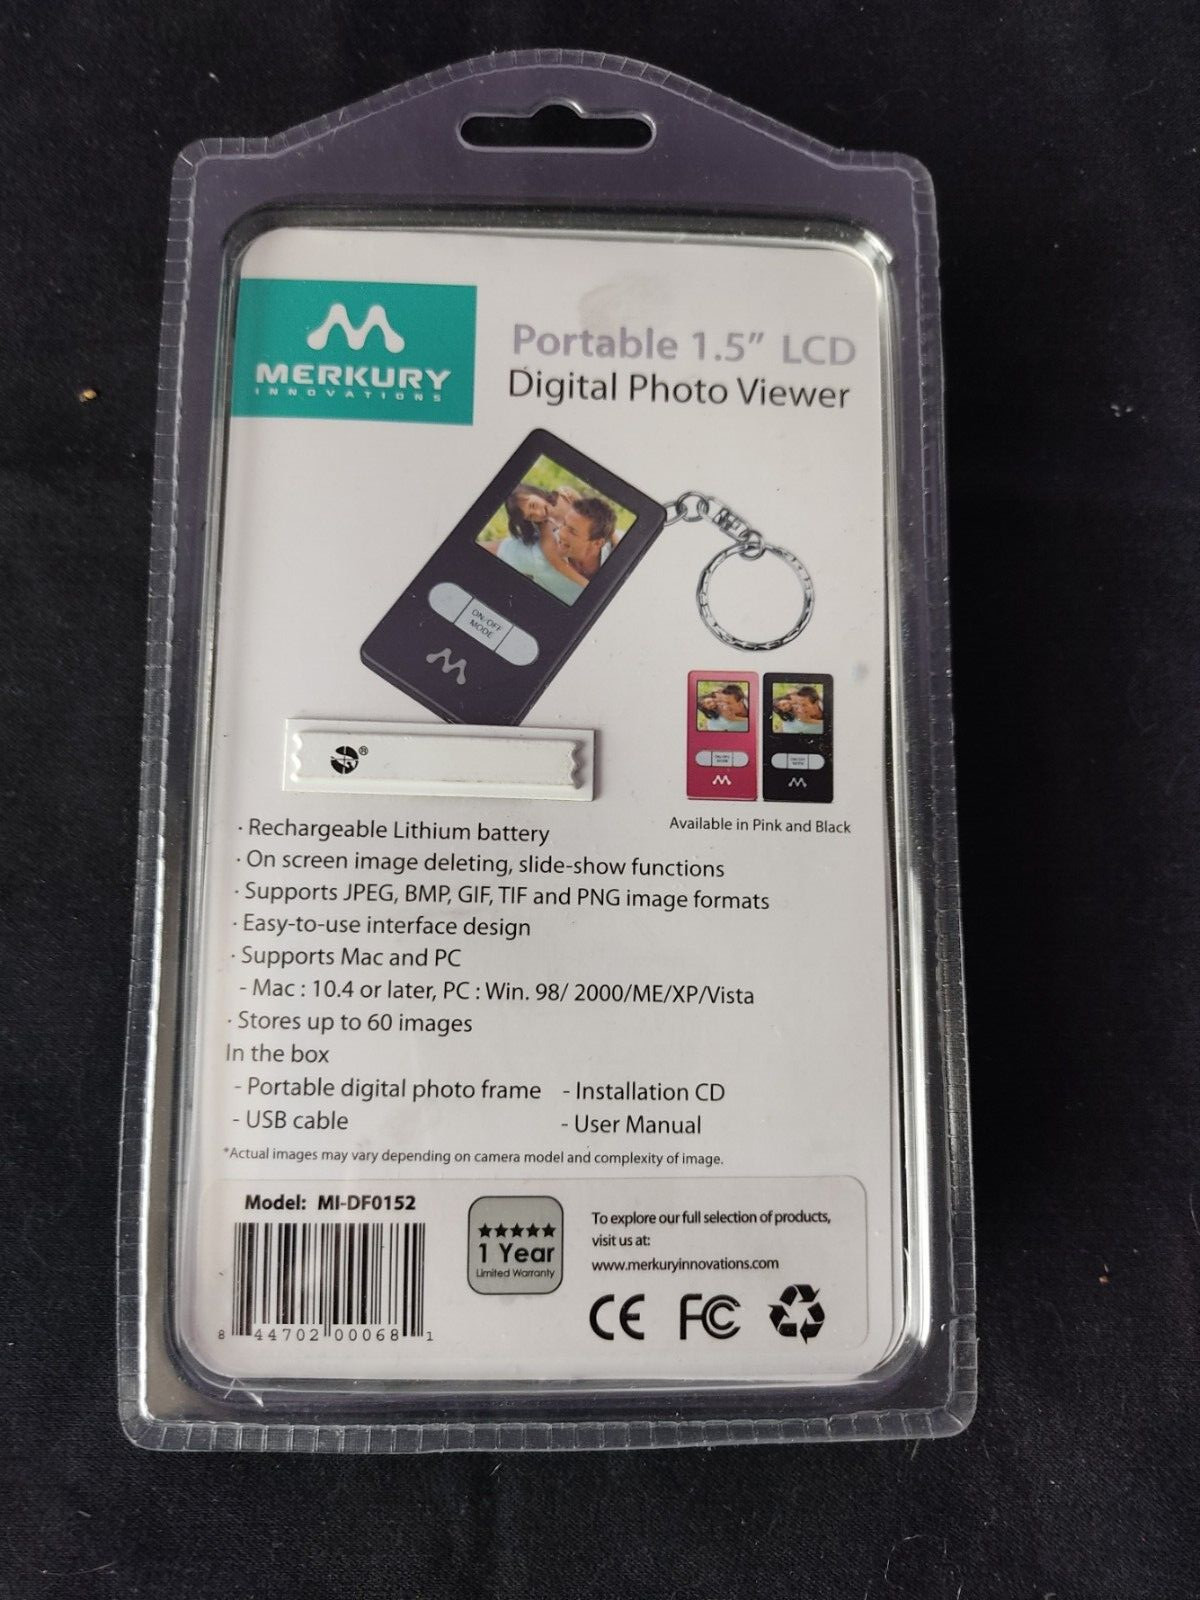 MERKURY
INNOVATIONS
Portable 1.5” LCD
Digital Photo Viewer
ON/OFF
MODE
®
Available in Pink and Black
· Rechargeable Lithium battery
· On screen image deleting, slide-show functions
· Supports JPEG, BMP, GIF, TIF and PNG image formats
· Easy-to-use interface design
· Supports Mac and PC
- Mac : 10.4 or later, PC : Win. 98/ 2000/ME/XP/Vista
· Stores up to 60 images
In the box
- Portable digital photo frame - Installation CD
- USB cable - User Manual
*Actual images may vary depending on camera model and complexity of image.
Model: MI-DF0152
8 44702 00068 1
1 Year
Limited Warranty
To explore our full selection of products,
visit us at:
www.merkuryinnovations.com
CE FC